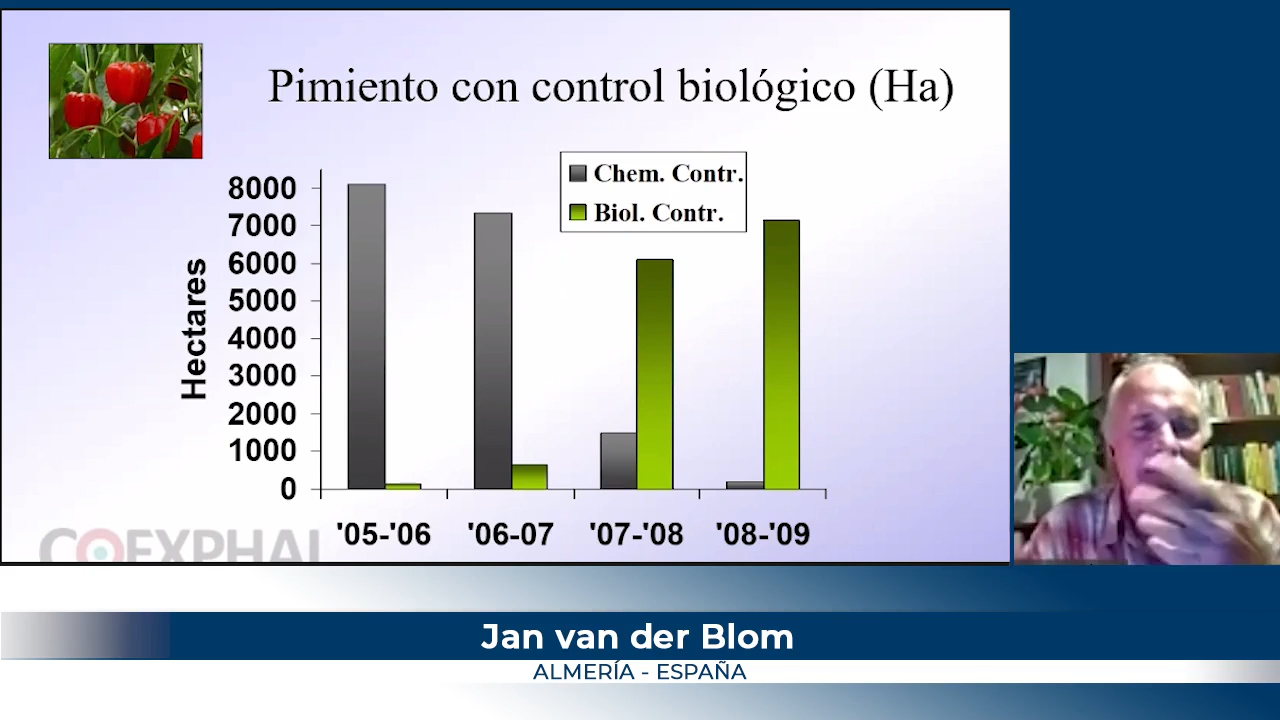 Pimiento con control biológico (Ha)
Chem. Contr.
Biol. Contr.
Hectares
8000
7000
6000
5000
4000
3000
2000
1000
0
'05-'06
'06-07
'07-'08
'08-'09
COEXPHAL
Jan van der Blom
ALMERÍA - ESPAÑA